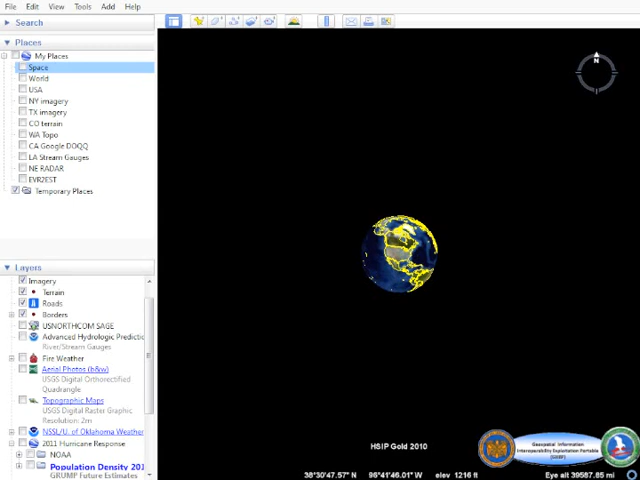 File Edit View Tools Add Help
Search
Places
My Places
Space
World
USA
NY imagery
TX imagery
CO terrain
WA Topo
CA Google DOQQ
LA Stream Gauges
NE RADAR
EVR2EST
Temporary Places
N
Layers
Imagery
Terrain
Roads
Borders
USNORTHCOM SAGE
Advanced Hydrologic Predictio
River/Stream Gauges
Fire Weather
Aerial Photos (b&w)
USGS Digital Orthorectified
Quadrangle
Topographic Maps
USGS Digital Raster Graphic
Resolution: 2m
NSSL/U. of Oklahoma Weather
2011 Hurricane Response
NOAA
Population Density 201
GRUMP Future Estimates
HSIP Gold 2010
Geospatial Information
Interoperability Exploitation Portable
(GIIEP)
38°30'47.57" N 96°41'46.01" W elev 1216 ft Eye alt 39587.85 mi